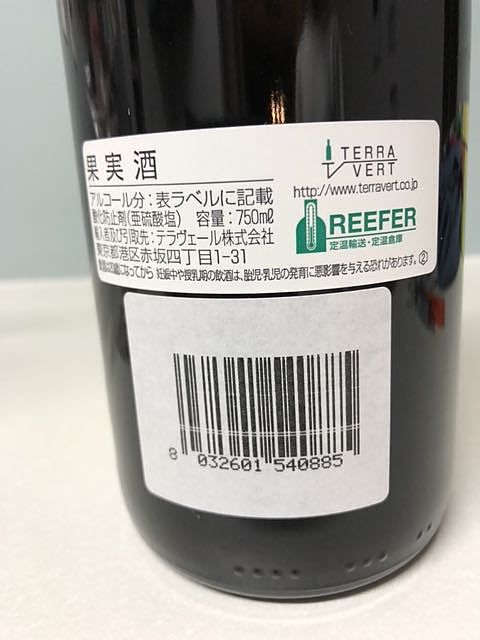 果実酒
アルコール分:表ラベルに記載
酸化防止剤(亜硫酸塩) 容量:750mℓ
輸入者及び引取先:テラヴェール株式会社
東京都港区赤坂四丁目1-31
妊娠中や授乳期の飲酒は、胎児・乳児の発育に悪影響を与える恐れがあります。②
TERRA
VERT
http://www.terravert.co.jp
REEFER
定温輸送・定温倉庫
8 032601 540885